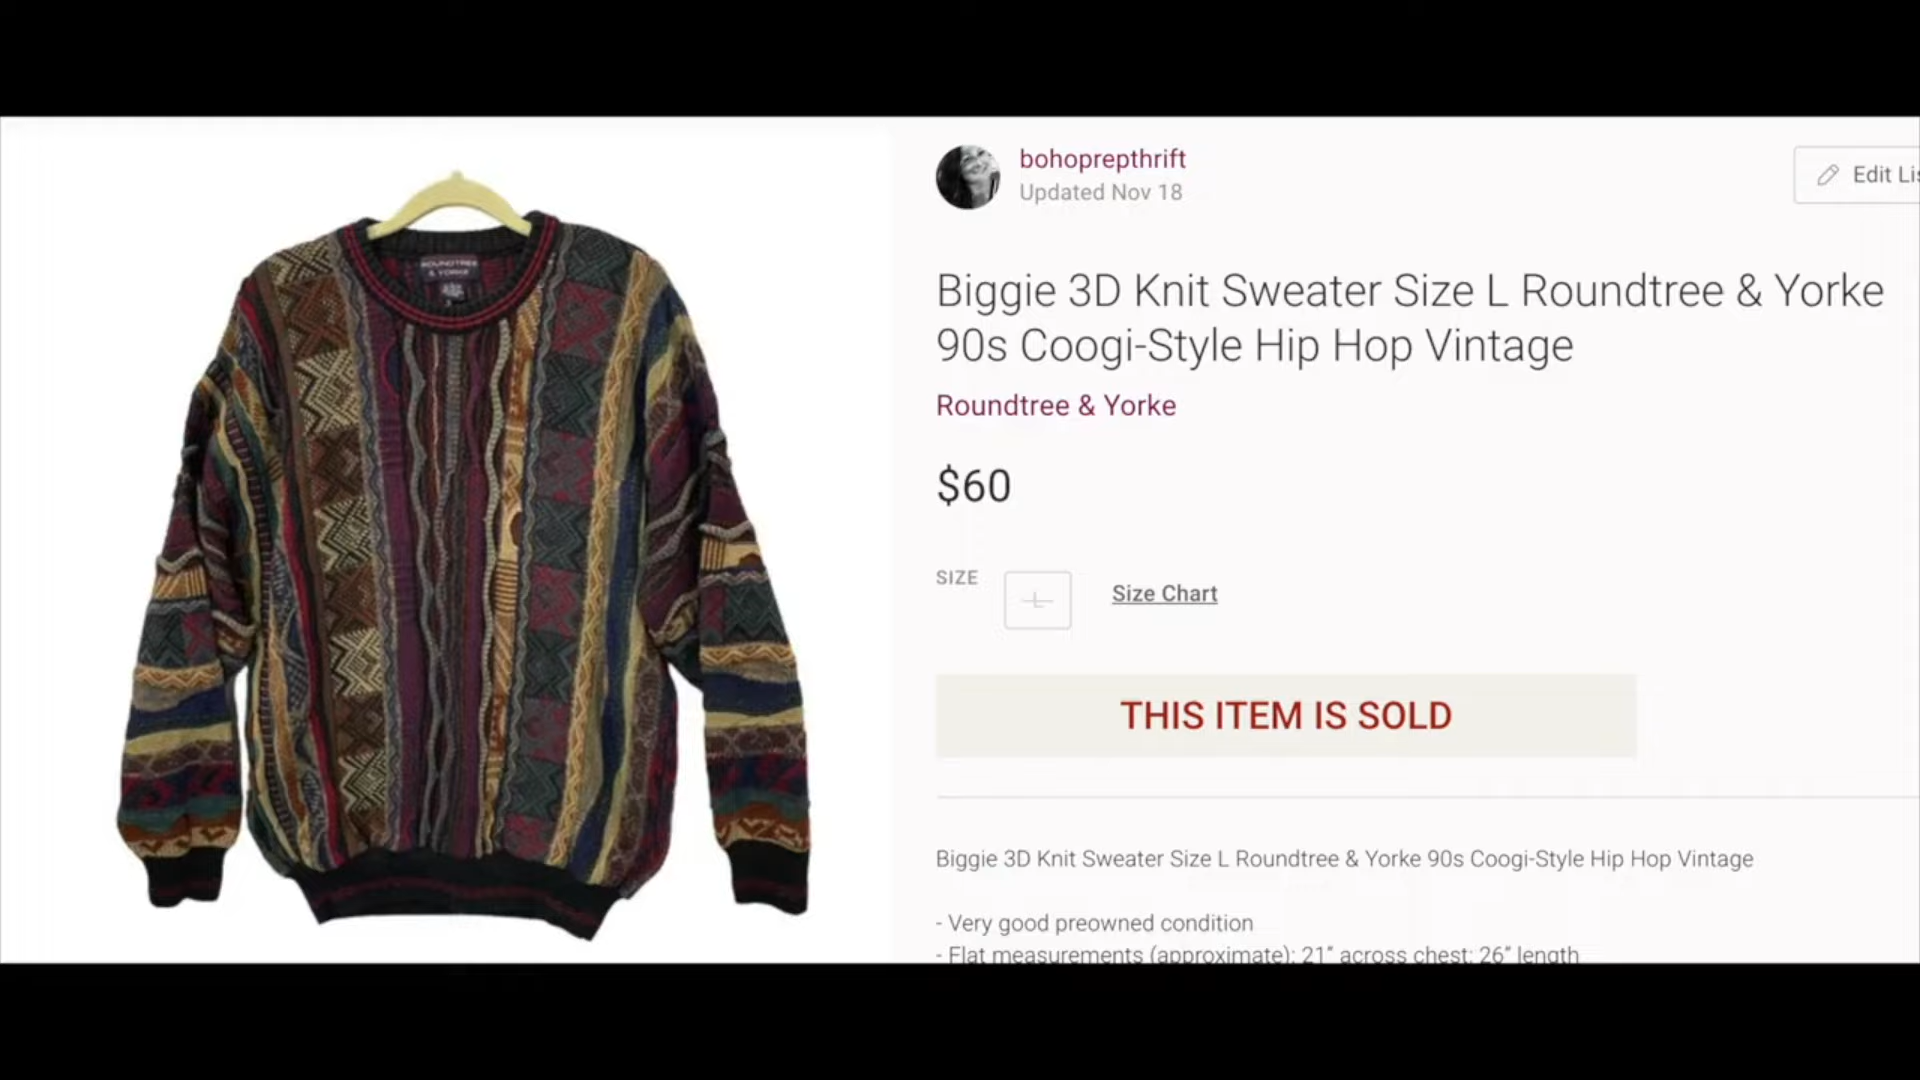 bohoprepthrift
Updated Nov 18
Edit Lis
Biggie 3D Knit Sweater Size L Roundtree & Yorke
90s Coogi-Style Hip Hop Vintage
Roundtree & Yorke
$60
SIZE
L
Size Chart
THIS ITEM IS SOLD
Biggie 3D Knit Sweater Size L Roundtree & Yorke 90s Coogi-Style Hip Hop Vintage
- Very good preowned condition
- Flat measurements (approximate): 21” across chest; 26” length
ROUNDTREE
& YORKE